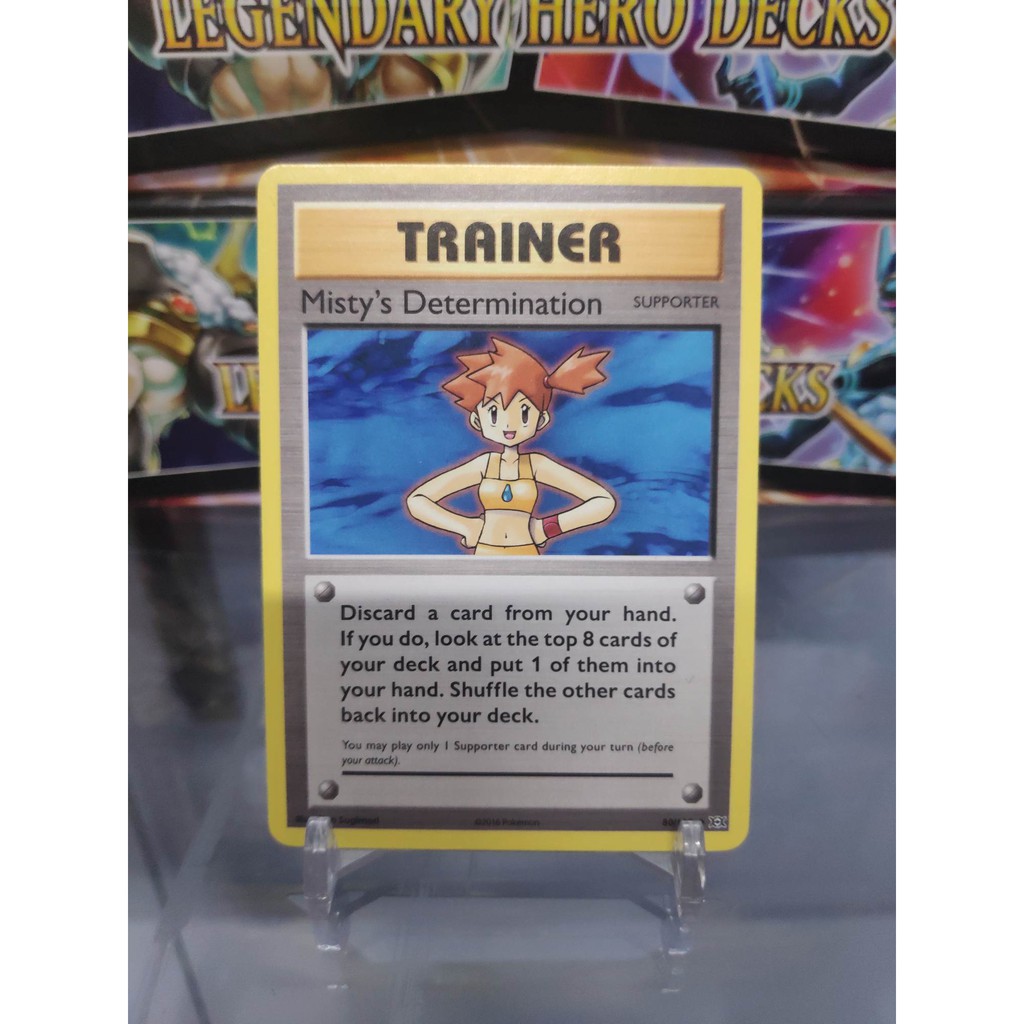 LEGENDARY HERO DECKS
TRAINER
Misty's Determination SUPPORTER
Discard a card from your hand.
If you do, look at the top 8 cards of
your deck and put 1 of them into
your hand. Shuffle the other cards
back into your deck.
You may play only 1 Supporter card during your turn (before
your attack).
©2016 Pokémon